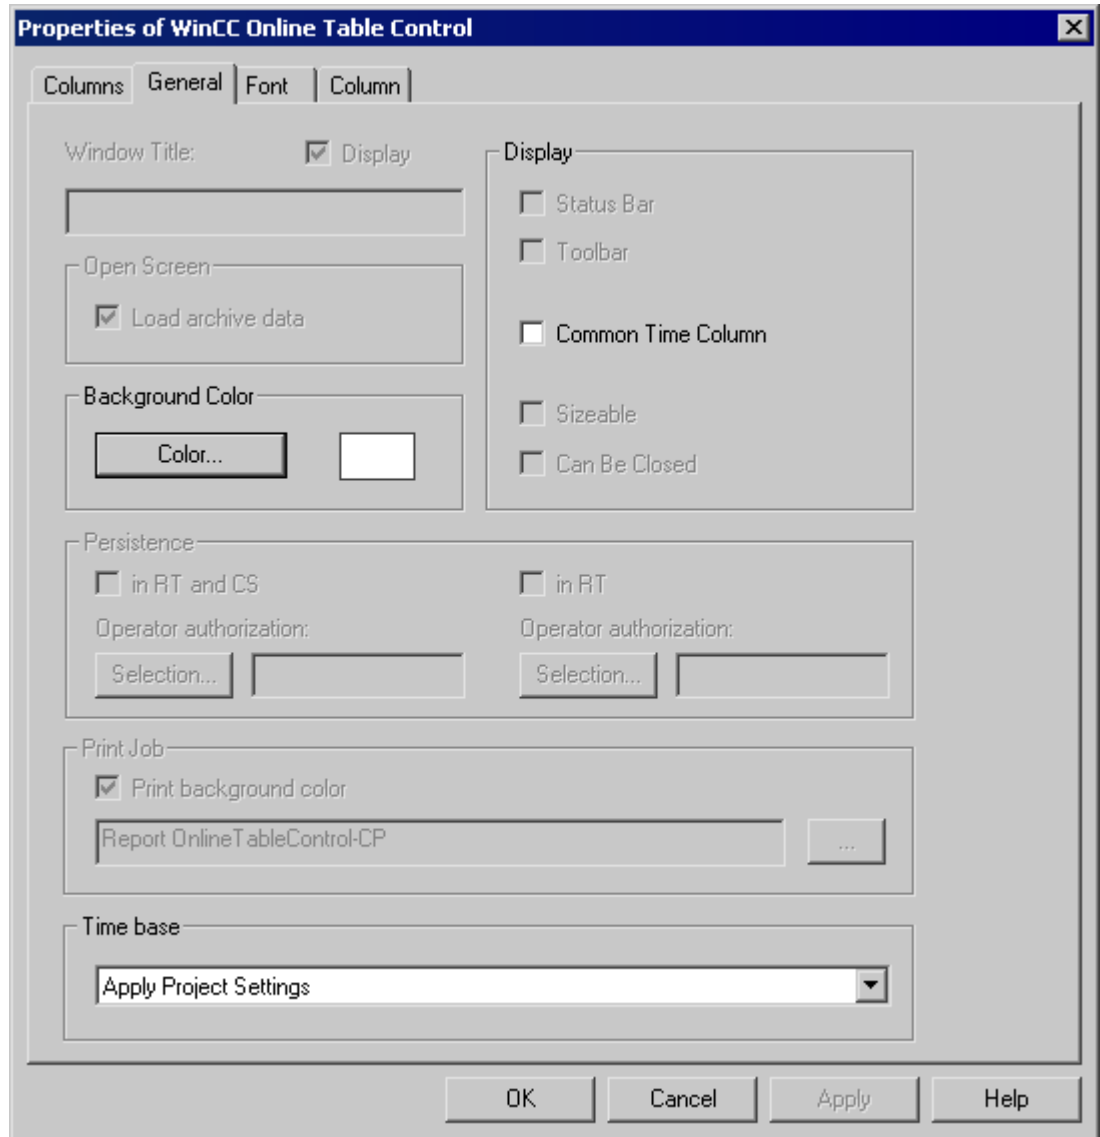 Properties of WinCC Online Table Control
Columns General Font Column
Window Title: Display
Display
Status Bar
Toolbar
Open Screen
Load archive data
Common Time Column
Background Color
Color...
Sizeable
Can Be Closed
Persistence
in RT and CS in RT
Operator authorization: Operator authorization:
Selection... Selection...
Print Job
Print background color
Report OnlineTableControl-CP
...
Time base
Apply Project Settings
OK Cancel Apply Help